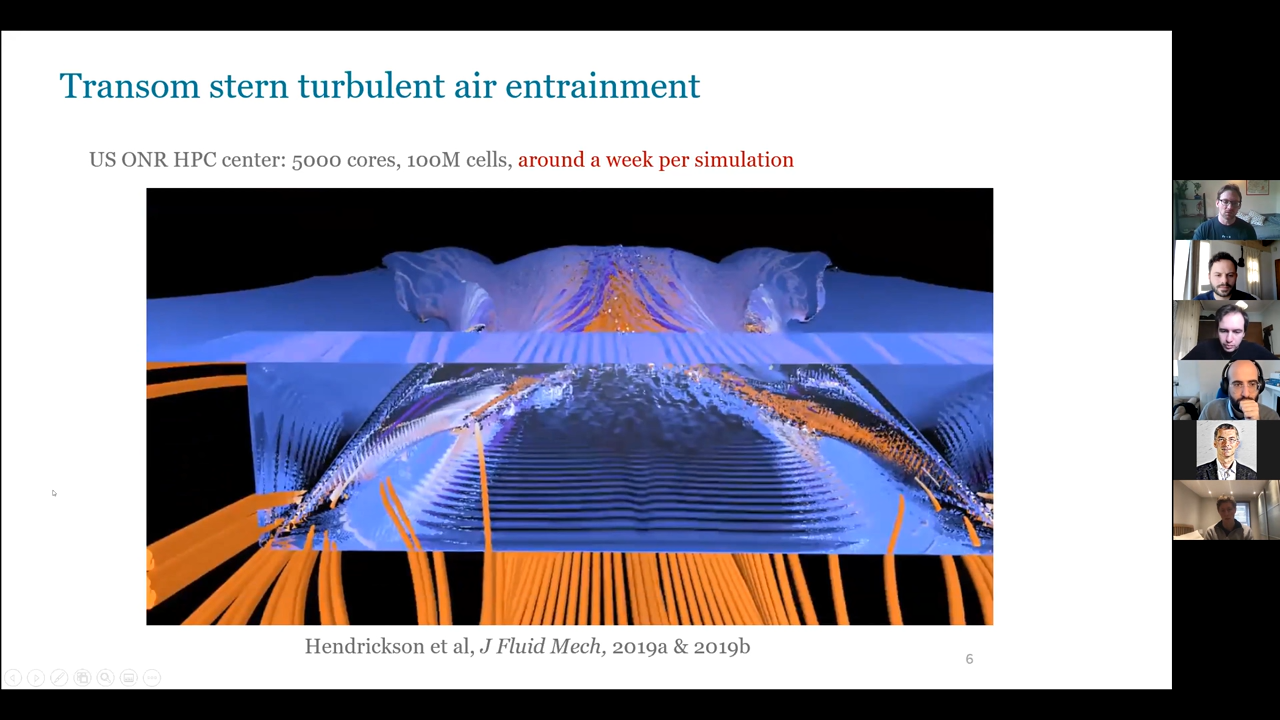 Transom stern turbulent air entrainment
US ONR HPC center: 5000 cores, 100M cells, around a week per simulation
Hendrickson et al, J Fluid Mech, 2019a & 2019b
6